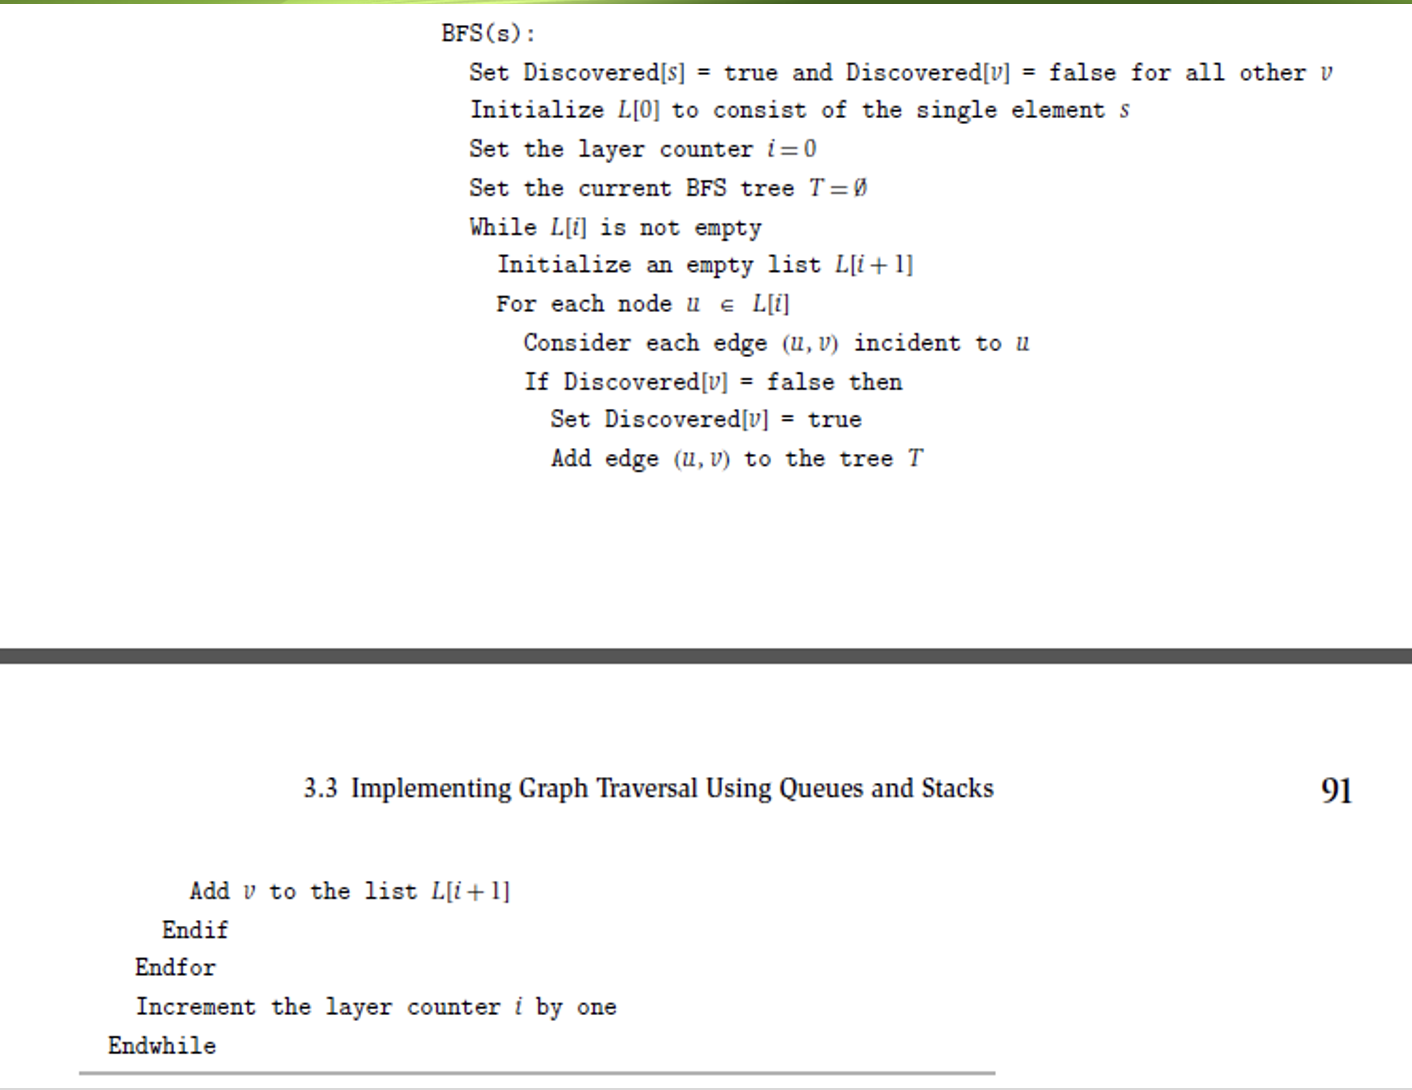 BFS(s):
Set Discovered[s] = true and Discovered[v] = false for all other v
Initialize L[0] to consist of the single element s
Set the layer counter i = 0
Set the current BFS tree T = ∅
While L[i] is not empty
Initialize an empty list L[i + 1]
For each node u ∈ L[i]
Consider each edge (u, v) incident to u
If Discovered[v] = false then
Set Discovered[v] = true
Add edge (u, v) to the tree T
3.3 Implementing Graph Traversal Using Queues and Stacks 91
Add v to the list L[i + 1]
Endif
Endfor
Increment the layer counter i by one
Endwhile